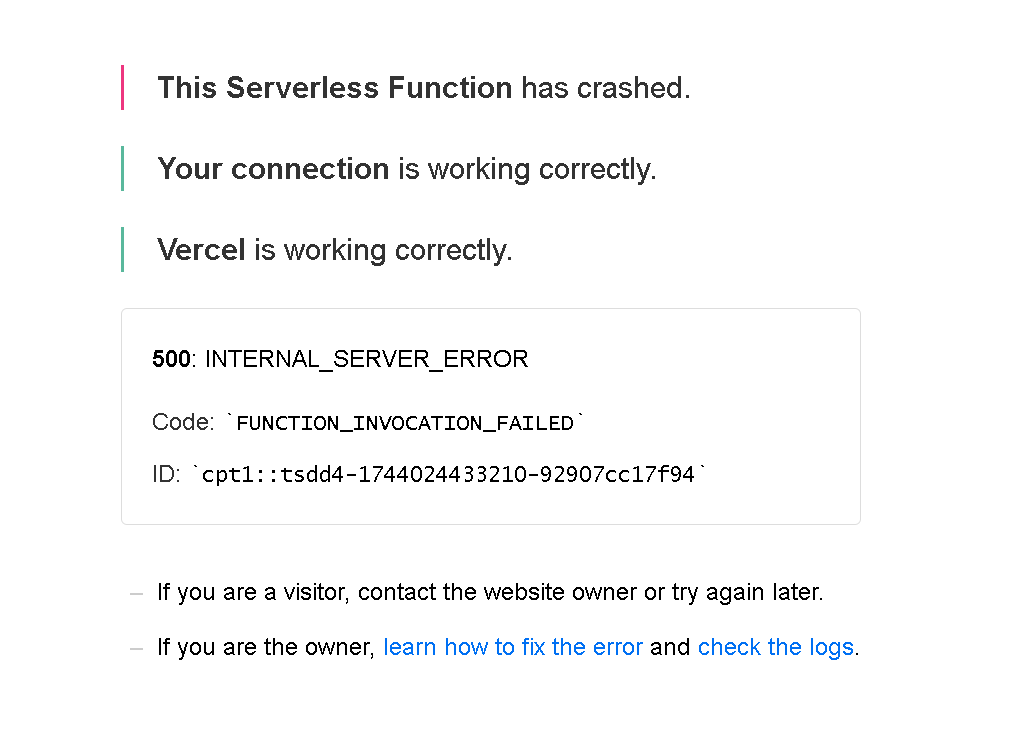 This Serverless Function has crashed.
Your connection is working correctly.
Vercel is working correctly.
500: INTERNAL_SERVER_ERROR
Code: `FUNCTION_INVOCATION_FAILED`
ID: `cpt1::tsdd4-1744024433210-92907cc17f94`
– If you are a visitor, contact the website owner or try again later.
– If you are the owner, learn how to fix the error and check the logs.